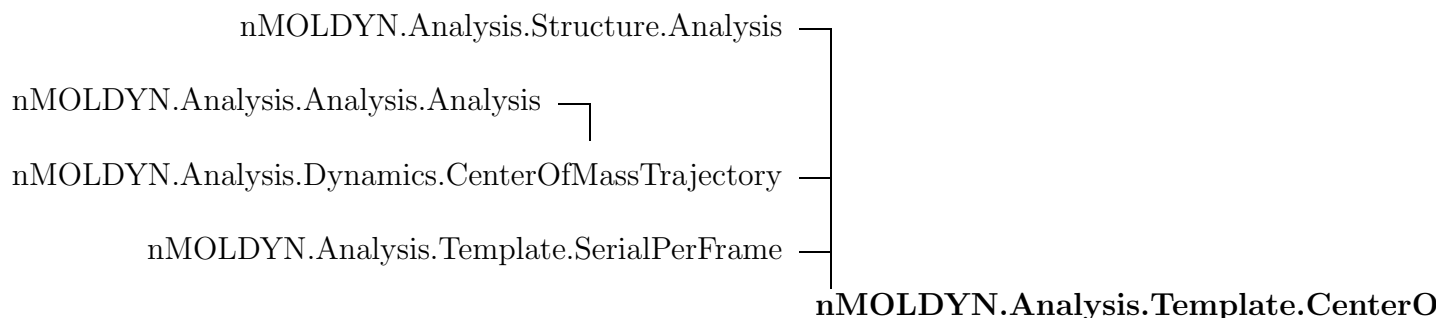 nMOLDYN.Analysis.Structure.Analysis
nMOLDYN.Analysis.Analysis.Analysis
nMOLDYN.Analysis.Dynamics.CenterOfMassTrajectory
nMOLDYN.Analysis.Template.SerialPerFrame
nMOLDYN.Analysis.Template.CenterO